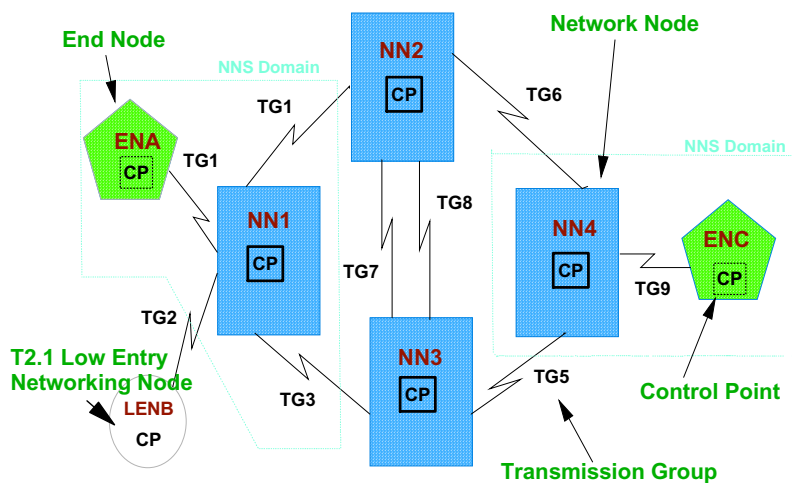 End Node
Network Node
NN2
NNS Domain
CP
TG1
TG6
ENA
CP
TG1
NNS Domain
NN1
TG8
NN4
ENC
CP
TG7
CP
TG9
CP
TG2
T2.1 Low Entry
Networking Node
NN3
LENB
CP
TG3
CP
TG5
Control Point
Transmission Group